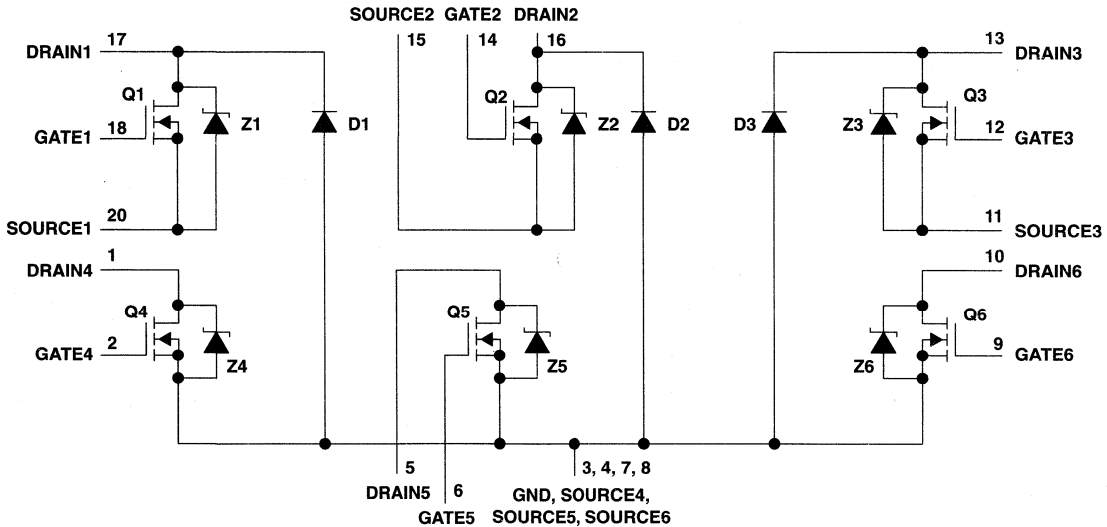 SOURCE2 GATE2 DRAIN2
15 14 16
DRAIN1 17
13 DRAIN3
Q1
Q2
Q3
GATE1 18
Z1
D1
Z2
D2
D3
Z3
12 GATE3
SOURCE1 20
11 SOURCE3
DRAIN4 1
10 DRAIN6
Q4
Q5
Q6
GATE4 2
Z4
Z5
Z6
9 GATE6
5
DRAIN5
6
GATE5
3, 4, 7, 8
GND, SOURCE4,
SOURCE5, SOURCE6